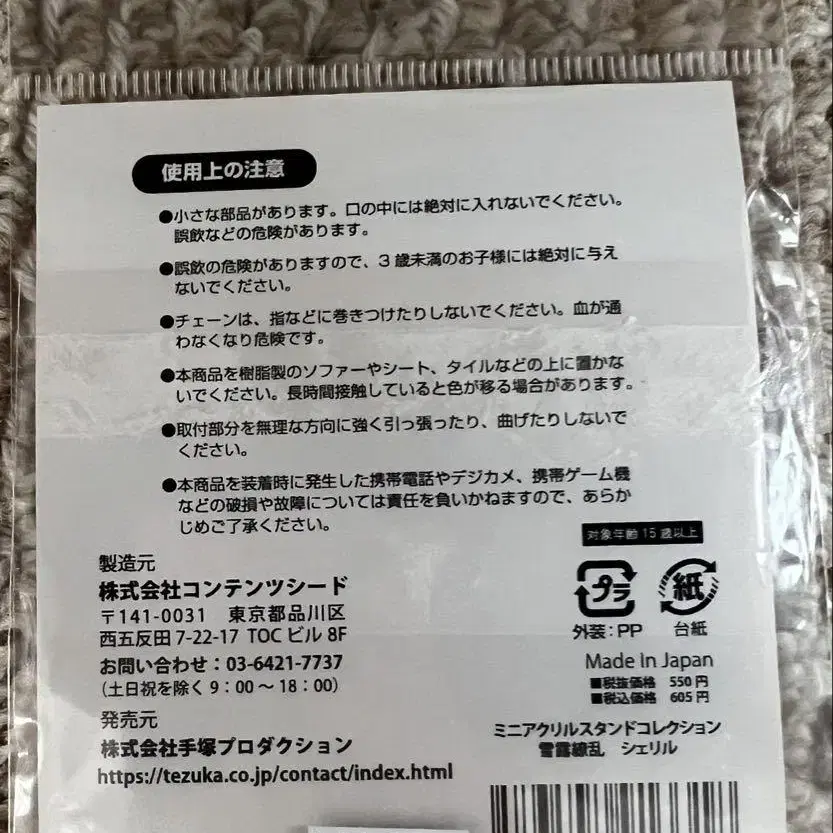 使用上の注意
●小さな部品があります。口の中には絶対に入れないでください。
誤飲などの危険があります。
●誤飲の危険がありますので、3歳未満のお子様には絶対に与え
ないでください。
●チェーンは、指などに巻きつけたりしないでください。血が通
わなくなり危険です。
●本商品を樹脂製のソファーやシート、タイルなどの上に置かな
いでください。長時間接触していると色が移る場合があります。
●取付部分を無理な方向に強く引っ張ったり、曲げたりしないで
ください。
●本商品を装着時に発生した携帯電話やデジカメ、携帯ゲーム機
などの破損や故障については責任を負いかねますので、あらか
じめご了承ください。
対象年齢15歳以上
製造元
株式会社コンテンツシード
〒141-0031 東京都品川区
西五反田7-22-17 TOCビル8F
お問い合わせ:03-6421-7737
(土日祝を除く9:00〜18:00)
発売元
株式会社手塚プロダクション
https://tezuka.co.jp/contact/index.html
プラ
紙
外装:PP
台紙
Made In Japan
■税抜価格 550円
■税込価格 605円
ミニアクリルスタンドコレクション
雪霞繚乱 シェリル